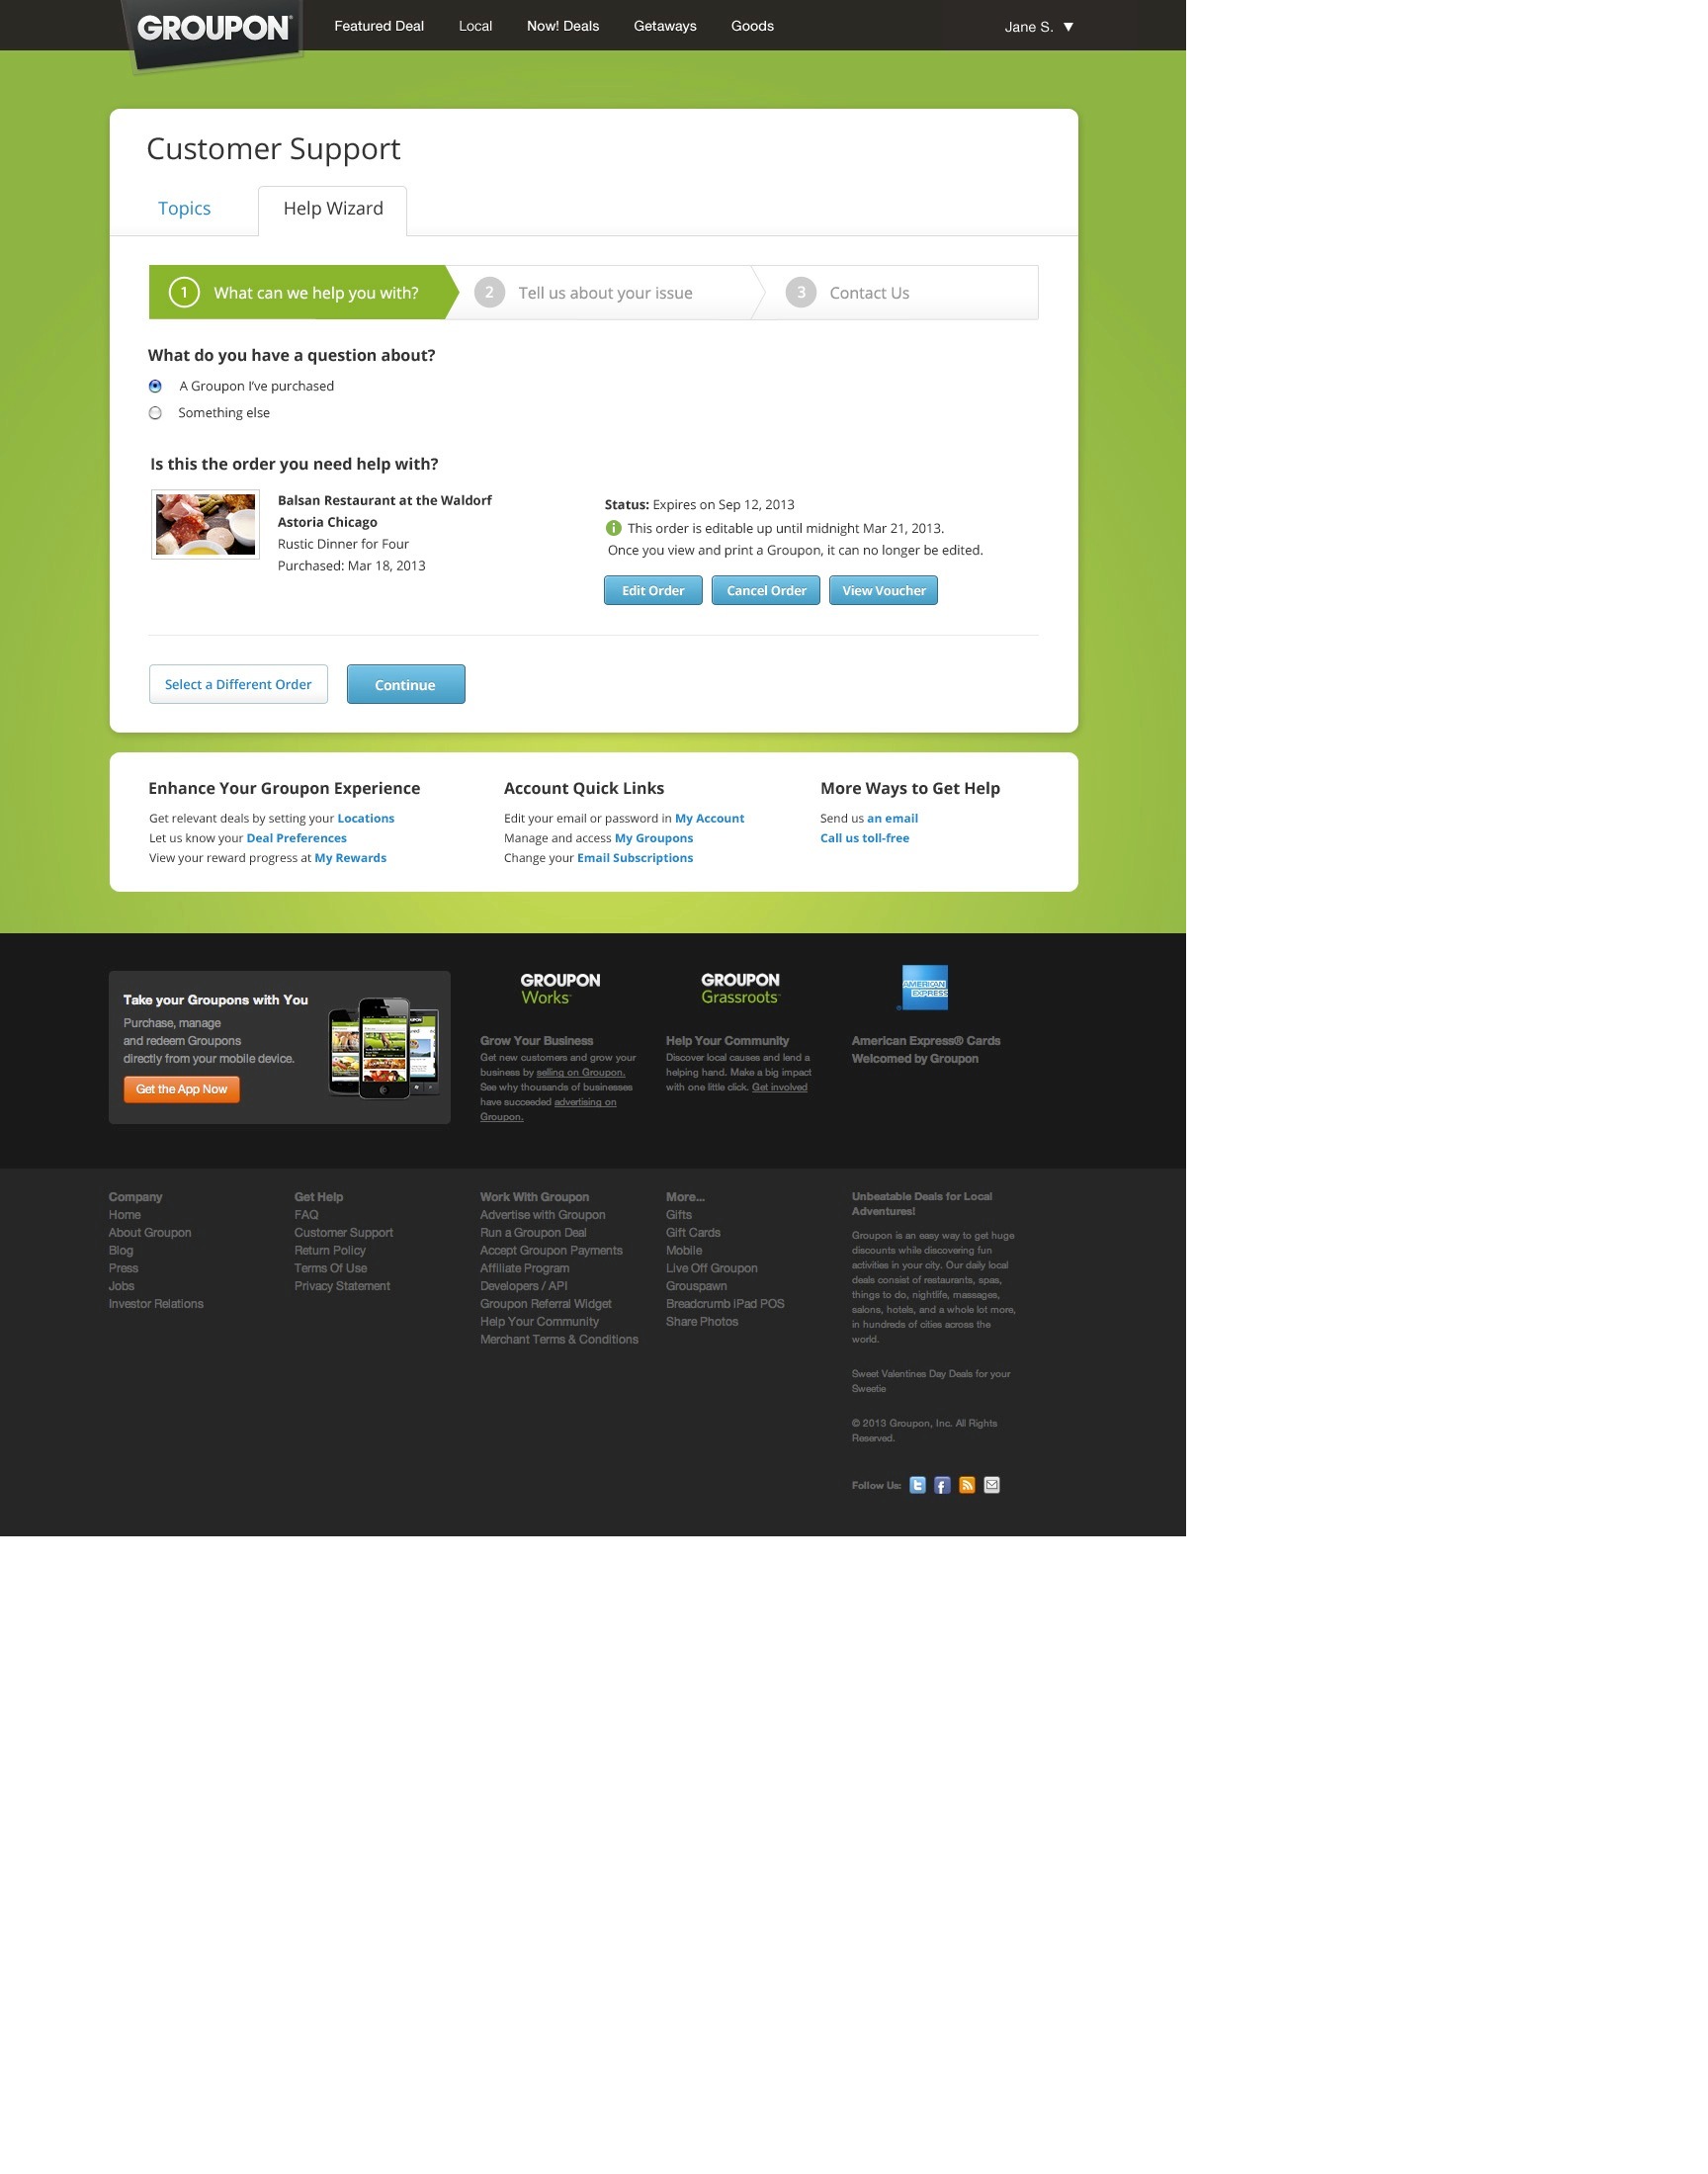 GROUPON
Featured Deal Local Now! Deals Getaways Goods Jane S.
Customer Support
Topics Help Wizard
1 What can we help you with? 2 Tell us about your issue 3 Contact Us
What do you have a question about?
A Groupon I've purchased
Something else
Is this the order you need help with?
Balsan Restaurant at the Waldorf
Astoria Chicago
Rustic Dinner for Four
Purchased: Mar 18, 2013
Status: Expires on Sep 12, 2013
This order is editable up until midnight Mar 21, 2013.
Once you view and print a Groupon, it can no longer be edited.
Edit Order Cancel Order View Voucher
Select a Different Order Continue
Enhance Your Groupon Experience
Get relevant deals by setting your Locations
Let us know your Deal Preferences
View your reward progress at My Rewards
Account Quick Links
Edit your email or password in My Account
Manage and access My Groupons
Change your Email Subscriptions
More Ways to Get Help
Send us an email
Call us toll-free
Take your Groupons with You
Purchase, manage
and redeem Groupons
directly from your mobile device.
Get the App Now
GROUPON
Works™
Grow Your Business
Get new customers and grow your
business by selling on Groupon.
See why thousands of businesses
have succeeded advertising on
Groupon.
GROUPON
Grassroots™
Help Your Community
Discover local causes and lend a
helping hand. Make a big impact
with one little click. Get involved
AMERICAN
EXPRESS
®
American Express® Cards
Welcomed by Groupon
Company
Home
About Groupon
Blog
Press
Jobs
Investor Relations
Get Help
FAQ
Customer Support
Return Policy
Terms Of Use
Privacy Statement
Work With Groupon
Advertise with Groupon
Run a Groupon Deal
Accept Groupon Payments
Affiliate Program
Developers / API
Groupon Referral Widget
Help Your Community
Merchant Terms & Conditions
More...
Gifts
Gift Cards
Mobile
Live Off Groupon
Grouspawn
Breadcrumb iPad POS
Share Photos
Unbeatable Deals for Local
Adventures!
Groupon is an easy way to get huge
discounts while discovering fun
activities in your city. Our daily local
deals consist of restaurants, spas,
things to do, nightlife, massages,
salons, hotels, and a whole lot more,
in hundreds of cities across the
world.
Sweet Valentines Day Deals for your
Sweetie
© 2013 Groupon, Inc. All Rights
Reserved.
Follow Us: